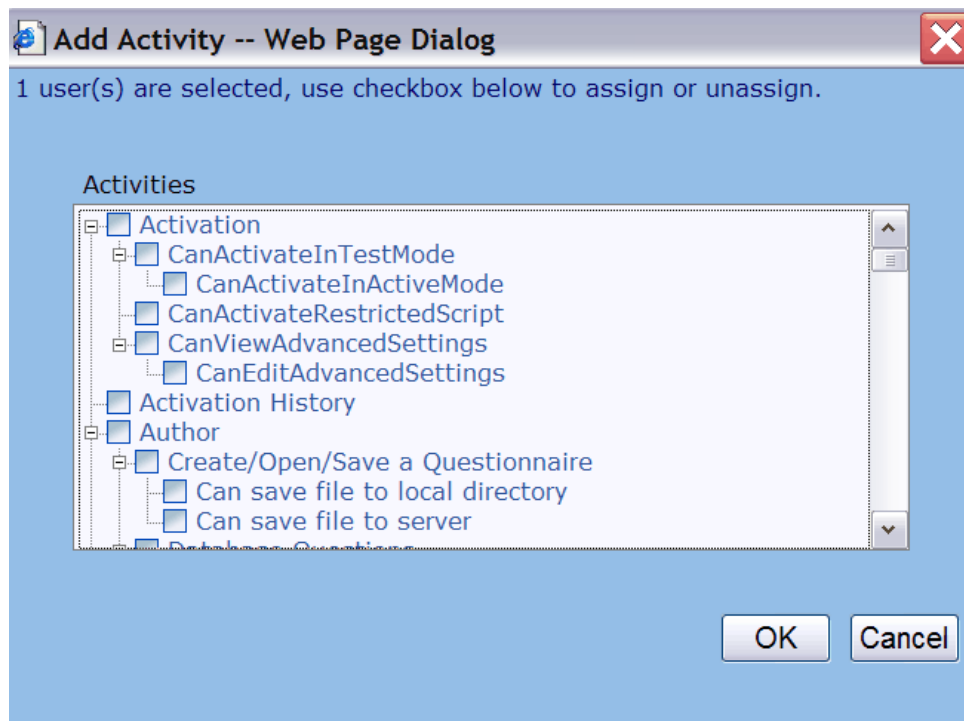 Add Activity -- Web Page Dialog
1 user(s) are selected, use checkbox below to assign or unassign.
Activities
Activation
CanActivateInTestMode
CanActivateInActiveMode
CanActivateRestrictedScript
CanViewAdvancedSettings
CanEditAdvancedSettings
Activation History
Author
Create/Open/Save a Questionnaire
Can save file to local directory
Can save file to server
Database Questions
OK Cancel